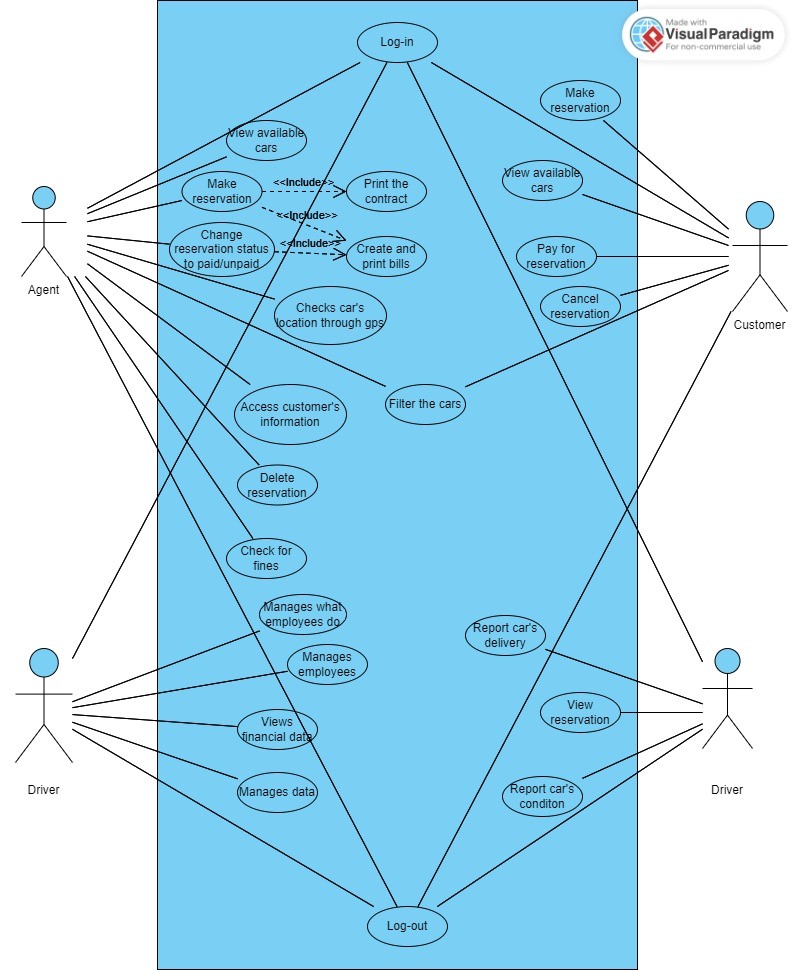 Made with
VisualParadigm
For non-commercial use
Log-in
Make
reservation
View available
cars
View available
cars
Make
reservation
<<Include>>
Print the
contract
<<Include>>
Change
reservation status
to paid/unpaid
<<Include>>
Create and
print bills
Pay for
reservation
Agent
Checks car's
location through gps
Cancel
reservation
Customer
Access customer's
information
Filter the cars
Delete
reservation
Check for
fines
Manages what
employees do
Report car's
delivery
Manages
employees
Views
financial data
View
reservation
Driver
Manages data
Report car's
conditon
Driver
Log-out